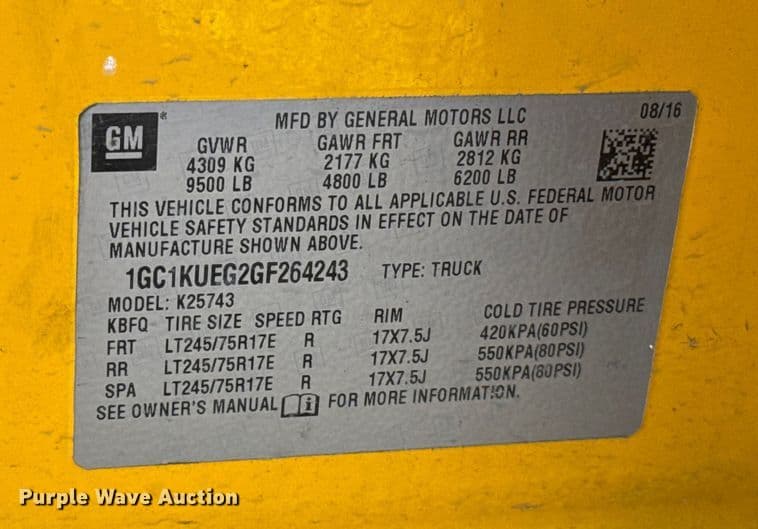 MFD BY GENERAL MOTORS LLC 08/16
GM
GVWR GAWR FRT GAWR RR
4309 KG 2177 KG 2812 KG
9500 LB 4800 LB 6200 LB
THIS VEHICLE CONFORMS TO ALL APPLICABLE U.S. FEDERAL MOTOR
VEHICLE SAFETY STANDARDS IN EFFECT ON THE DATE OF
MANUFACTURE SHOWN ABOVE.
1GC1KUEG2GF264243 TYPE: TRUCK
MODEL: K25743
KBFQ TIRE SIZE SPEED RTG RIM COLD TIRE PRESSURE
FRT LT245/75R17E R 17X7.5J 420KPA(60PSI)
RR LT245/75R17E R 17X7.5J 550KPA(80PSI)
SPA LT245/75R17E R 17X7.5J 550KPA(80PSI)
SEE OWNER'S MANUAL i FOR MORE INFORMATION.
Purple Wave Auction